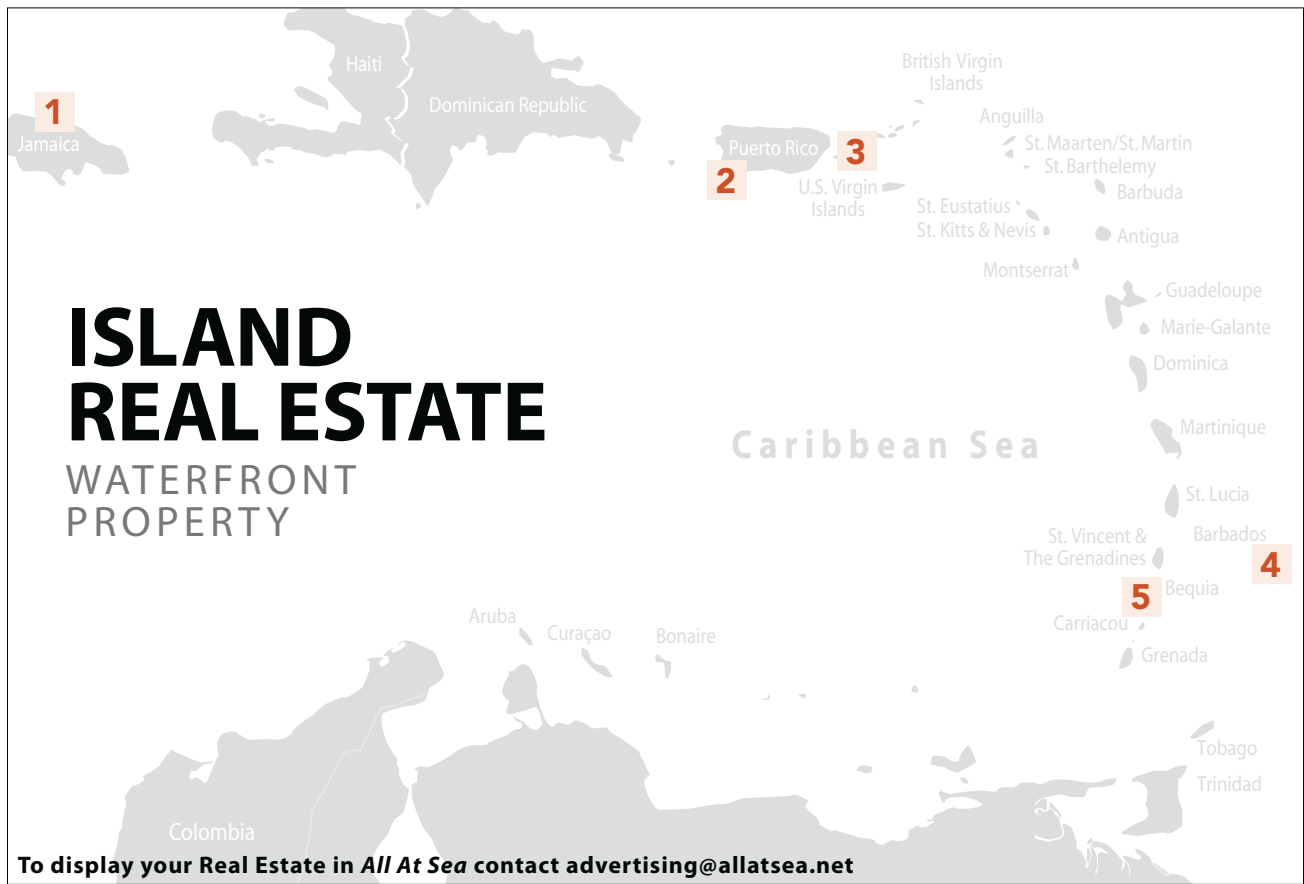 Haiti
Dominican Republic
1
Jamaica
British Virgin
Islands
Anguilla
Puerto Rico
3
St. Maarten/St. Martin
St. Barthelemy
2
U.S. Virgin
Islands
Barbuda
St. Eustatius
St. Kitts & Nevis
Antigua
Montserrat
Guadeloupe
Marie-Galante
Dominica
ISLAND
REAL ESTATE
WATERFRONT
PROPERTY
Caribbean Sea
Martinique
St. Lucia
St. Vincent &
The Grenadines
Barbados
4
5
Bequia
Carriacou
Grenada
Aruba
Curaçao
Bonaire
Tobago
Trinidad
Colombia
To display your Real Estate in All At Sea contact advertising@allatsea.net